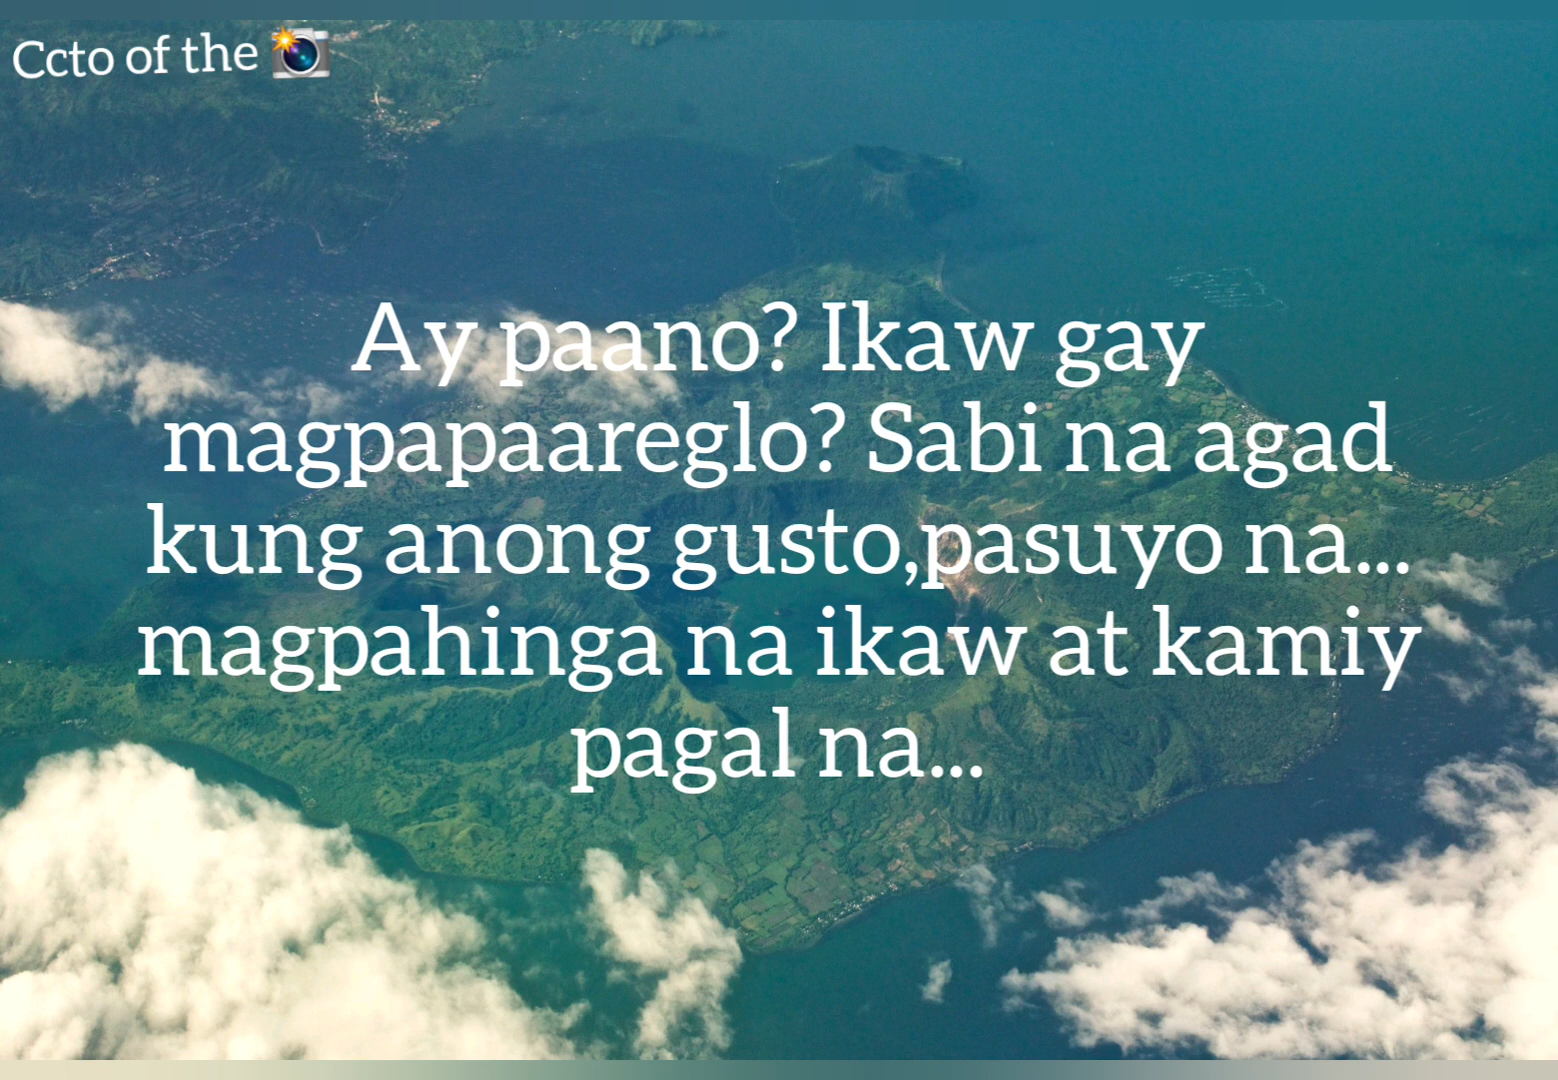 Ccto of the 📸
Ay paano? Ikaw gay
magpapaareglo? Sabi na agad
kung anong gusto,pasuyo na...
magpahinga na ikaw at kamiy
pagal na...